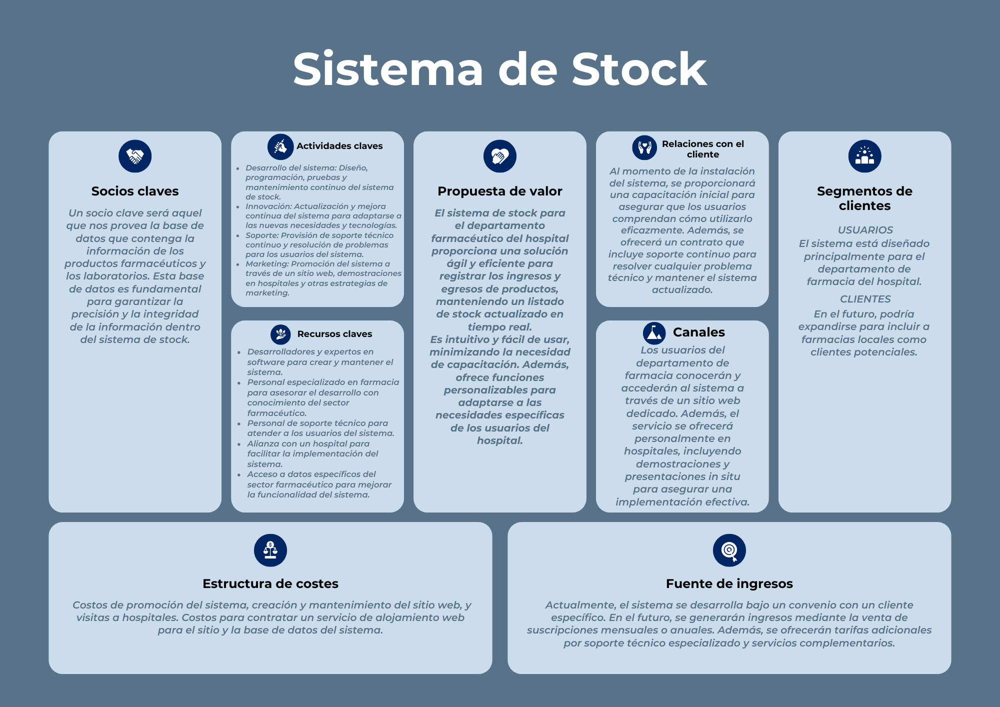 Sistema de Stock
Socios claves
Un socio clave será aquel
que nos provea la base de
datos que contenga la
información de los
productos farmacéuticos y
los laboratorios. Esta base
de datos es fundamental
para garantizar la
precisión y la integridad
de la información dentro
del sistema de stock.
Actividades claves
• Desarrollo del sistema: Diseño,
programación, pruebas y
mantenimiento continuo del sistema
de stock.
• Innovación: Actualización y mejora
continua del sistema para adaptarse a
las nuevas necesidades y tecnologías.
• Soporte: Provisión de soporte técnico
continuo y resolución de problemas
para los usuarios del sistema.
• Marketing: Promoción del sistema a
través de un sitio web, demostraciones
en hospitales y otras estrategias de
marketing.
Recursos claves
• Desarrolladores y expertos en
software para crear y mantener el
sistema.
• Personal especializado en farmacia
para asesorar el desarrollo con
conocimiento del sector
farmacéutico.
• Personal de soporte técnico para
atender a los usuarios del sistema.
• Alianza con un hospital para
facilitar la implementación del
sistema.
• Acceso a datos específicos del
sector farmacéutico para mejorar
la funcionalidad del sistema.
Propuesta de valor
El sistema de stock para
el departamento
farmacéutico del hospital
proporciona una solución
ágil y eficiente para
registrar los ingresos y
egresos de productos,
manteniendo un listado
de stock actualizado en
tiempo real.
Es intuitivo y fácil de usar,
minimizando la necesidad
de capacitación. Además,
ofrece funciones
personalizables para
adaptarse a las
necesidades específicas
de los usuarios del
hospital.
Relaciones con el
cliente
Al momento de la instalación
del sistema, se proporcionará
una capacitación inicial para
asegurar que los usuarios
comprendan cómo utilizarlo
eficazmente. Además, se
ofrecerá un contrato que
incluye soporte continuo para
resolver cualquier problema
técnico y mantener el sistema
actualizado.
Canales
Los usuarios del
departamento de
farmacia conocerán y
accederán al sistema a
través de un sitio web
dedicado. Además, el
servicio se ofrecerá
personalmente en
hospitales, incluyendo
demostraciones y
presentaciones in situ
para asegurar una
implementación efectiva.
Segmentos de
clientes
USUARIOS
El sistema está diseñado
principalmente para el
departamento de
farmacia del hospital.
CLIENTES
En el futuro, podría
expandirse para incluir a
farmacias locales como
clientes potenciales.
Estructura de costes
Costos de promoción del sistema, creación y mantenimiento del sitio web, y
visitas a hospitales. Costos para contratar un servicio de alojamiento web
para el sitio y la base de datos del sistema.
Fuente de ingresos
Actualmente, el sistema se desarrolla bajo un convenio con un cliente
específico. En el futuro, se generarán ingresos mediante la venta de
suscripciones mensuales o anuales. Además, se ofrecerán tarifas adicionales
por soporte técnico especializado y servicios complementarios.